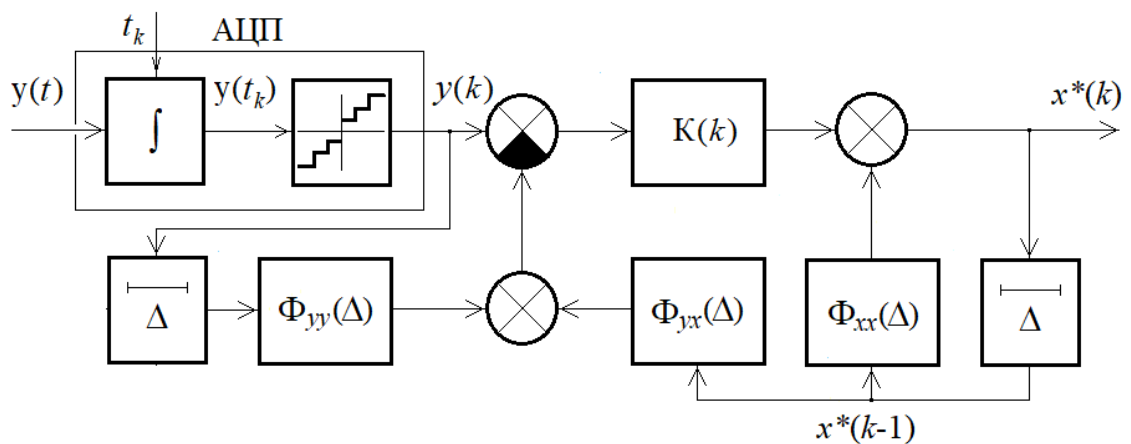 t_k
АЦП
y(t)
∫
y(t_k)
y(k)
К(k)
x*(k)
Δ
Φ_yy(Δ)
Φ_yx(Δ)
Φ_xx(Δ)
Δ
x*(k-1)